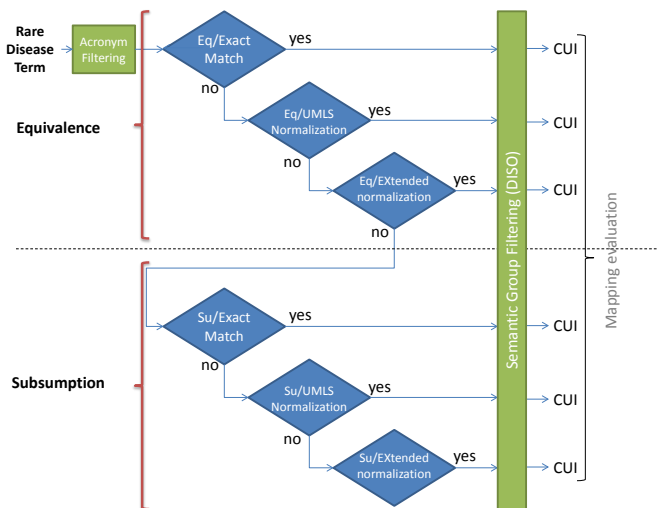 Rare
Disease
Term
Acronym
Filtering
Eq/Exact
Match
yes
CUI
no
Equivalence
Eq/UMLS
Normalization
yes
CUI
no
Eq/EXtended
normalization
yes
CUI
no
Semantic Group Filtering (DISO)
Mapping evaluation
Su/Exact
Match
yes
CUI
no
Subsumption
Su/UMLS
Normalization
yes
CUI
no
Su/EXtended
normalization
yes
CUI